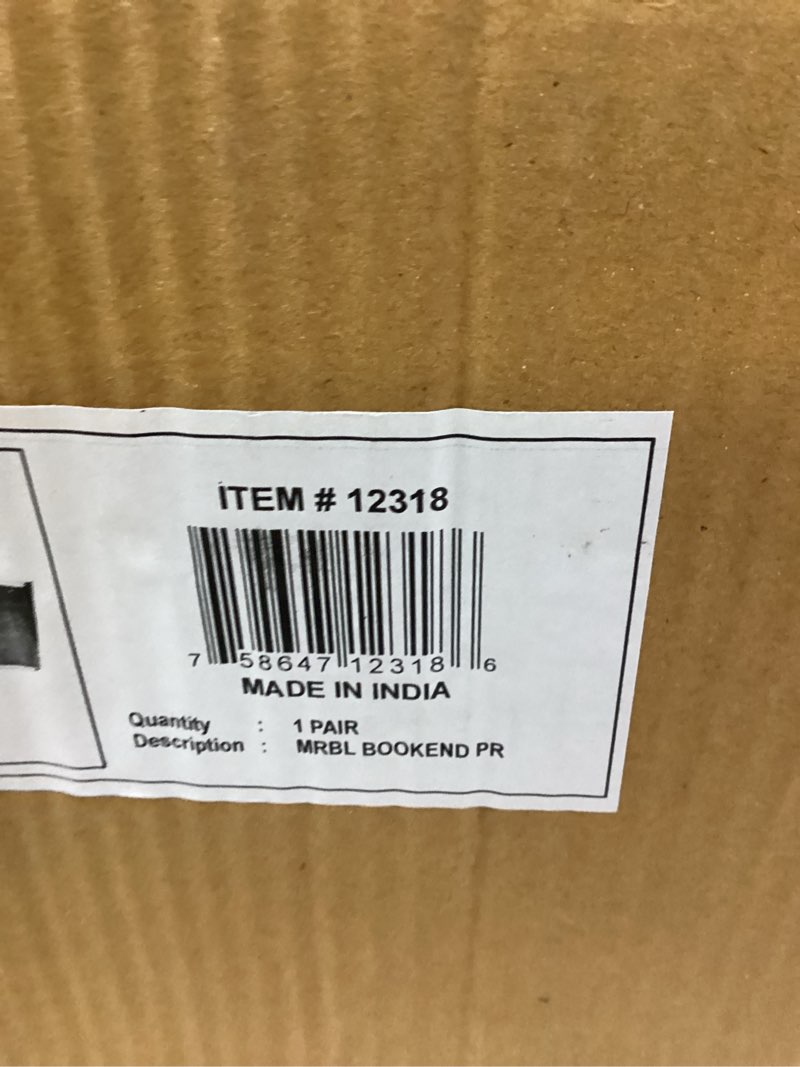 ITEM # 12318
7 58647 12318 6
MADE IN INDIA
Quantity : 1 PAIR
Description : MRBL BOOKEND PR